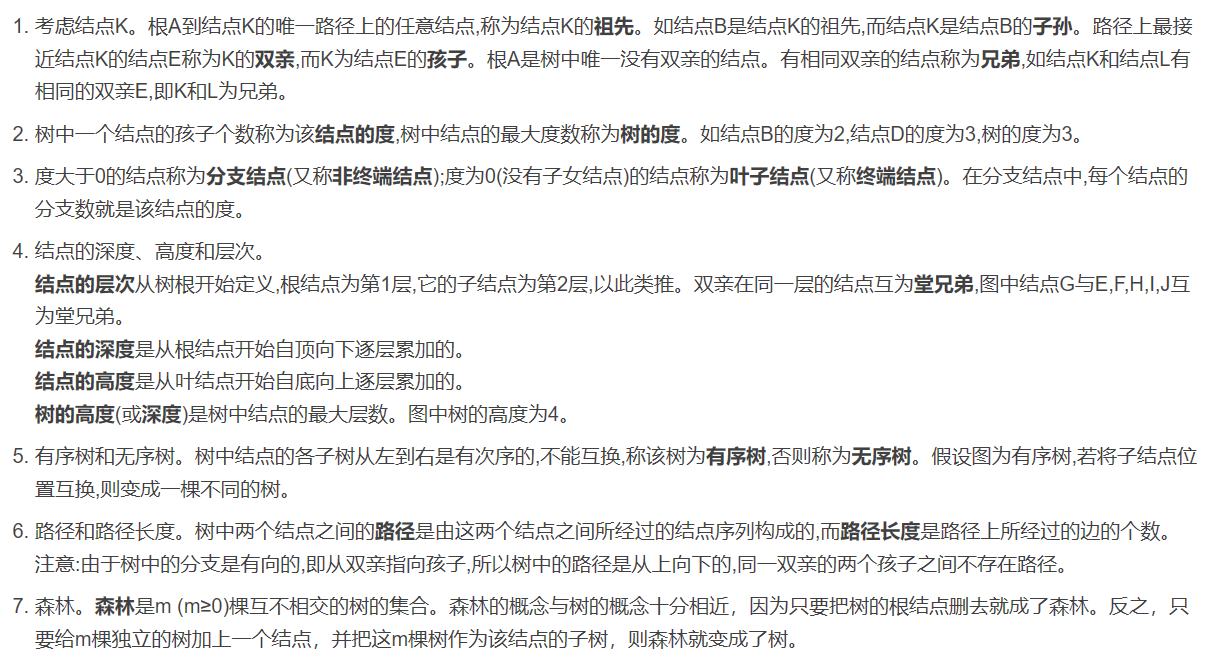 1. 考虑结点K。根A到结点K的唯一路径上的任意结点,称为结点K的祖先。如结点B是结点K的祖先,而结点K是结点B的子孙。路径上最接
近结点K的结点E称为K的双亲,而K为结点E的孩子。根A是树中唯一没有双亲的结点。有相同双亲的结点称为兄弟,如结点K和结点L有
相同的双亲E,即K和L为兄弟。
2. 树中一个结点的孩子个数称为该结点的度,树中结点的最大度数称为树的度。如结点B的度为2,结点D的度为3,树的度为3。
3. 度大于0的结点称为分支结点(又称非终端结点);度为0(没有子女结点)的结点称为叶子结点(又称终端结点)。在分支结点中,每个结点的
分支数就是该结点的度。
4. 结点的深度、高度和层次。
结点的层次从树根开始定义,根结点为第1层,它的子结点为第2层,以此类推。双亲在同一层的结点互为堂兄弟,图中结点G与E,F,H,I,J互
为堂兄弟。
结点的深度是从根结点开始自顶向下逐层累加的。
结点的高度是从叶结点开始自底向上逐层累加的。
树的高度(或深度)是树中结点的最大层数。图中树的高度为4。
5. 有序树和无序树。树中结点的各子树从左到右是有次序的,不能互换,称该树为有序树,否则称为无序树。假设图为有序树,若将子结点位
置互换,则变成一棵不同的树。
6. 路径和路径长度。树中两个结点之间的路径是由这两个结点之间所经过的结点序列构成的,而路径长度是路径上所经过的边的个数。
注意:由于树中的分支是有向的,即从双亲指向孩子,所以树中的路径是从上向下的,同一双亲的两个孩子之间不存在路径。
7. 森林。森林是m (m≥0)棵互不相交的树的集合。森林的概念与树的概念十分相近，因为只要把树的根结点删去就成了森林。反之，只
要给m棵独立的树加上一个结点，并把这m棵树作为该结点的子树，则森林就变成了树。